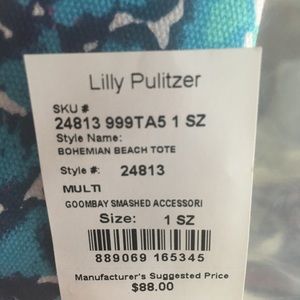 Lilly Pulitzer
SKU #
24813 999TA5 1 SZ
Style Name:
BOHEMIAN BEACH TOTE
Style #: 24813
MULTI
GOOMBAY SMASHED ACCESSORI
Size: 1 SZ
889069 165345
Manufacturer's Suggested Price
$88.00